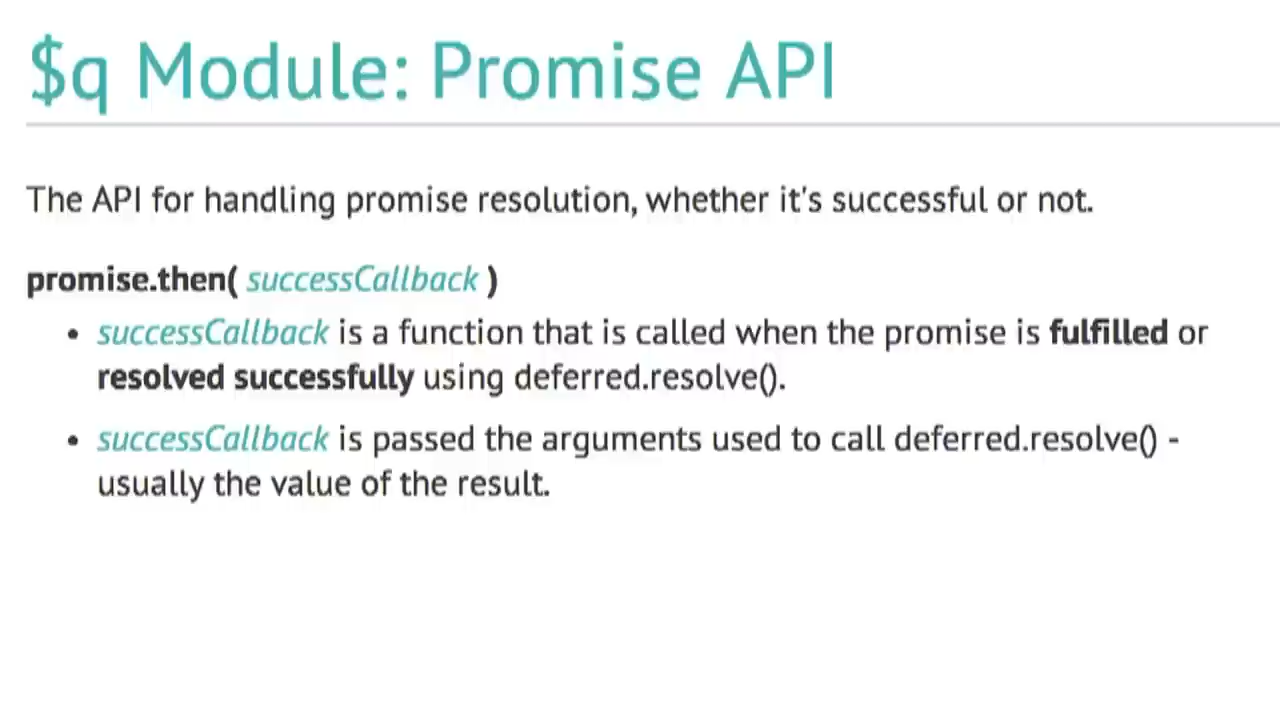 $q Module: Promise API
The API for handling promise resolution, whether it's successful or not.
promise.then( successCallback )
• successCallback is a function that is called when the promise is fulfilled or
resolved successfully using deferred.resolve().
• successCallback is passed the arguments used to call deferred.resolve() -
usually the value of the result.